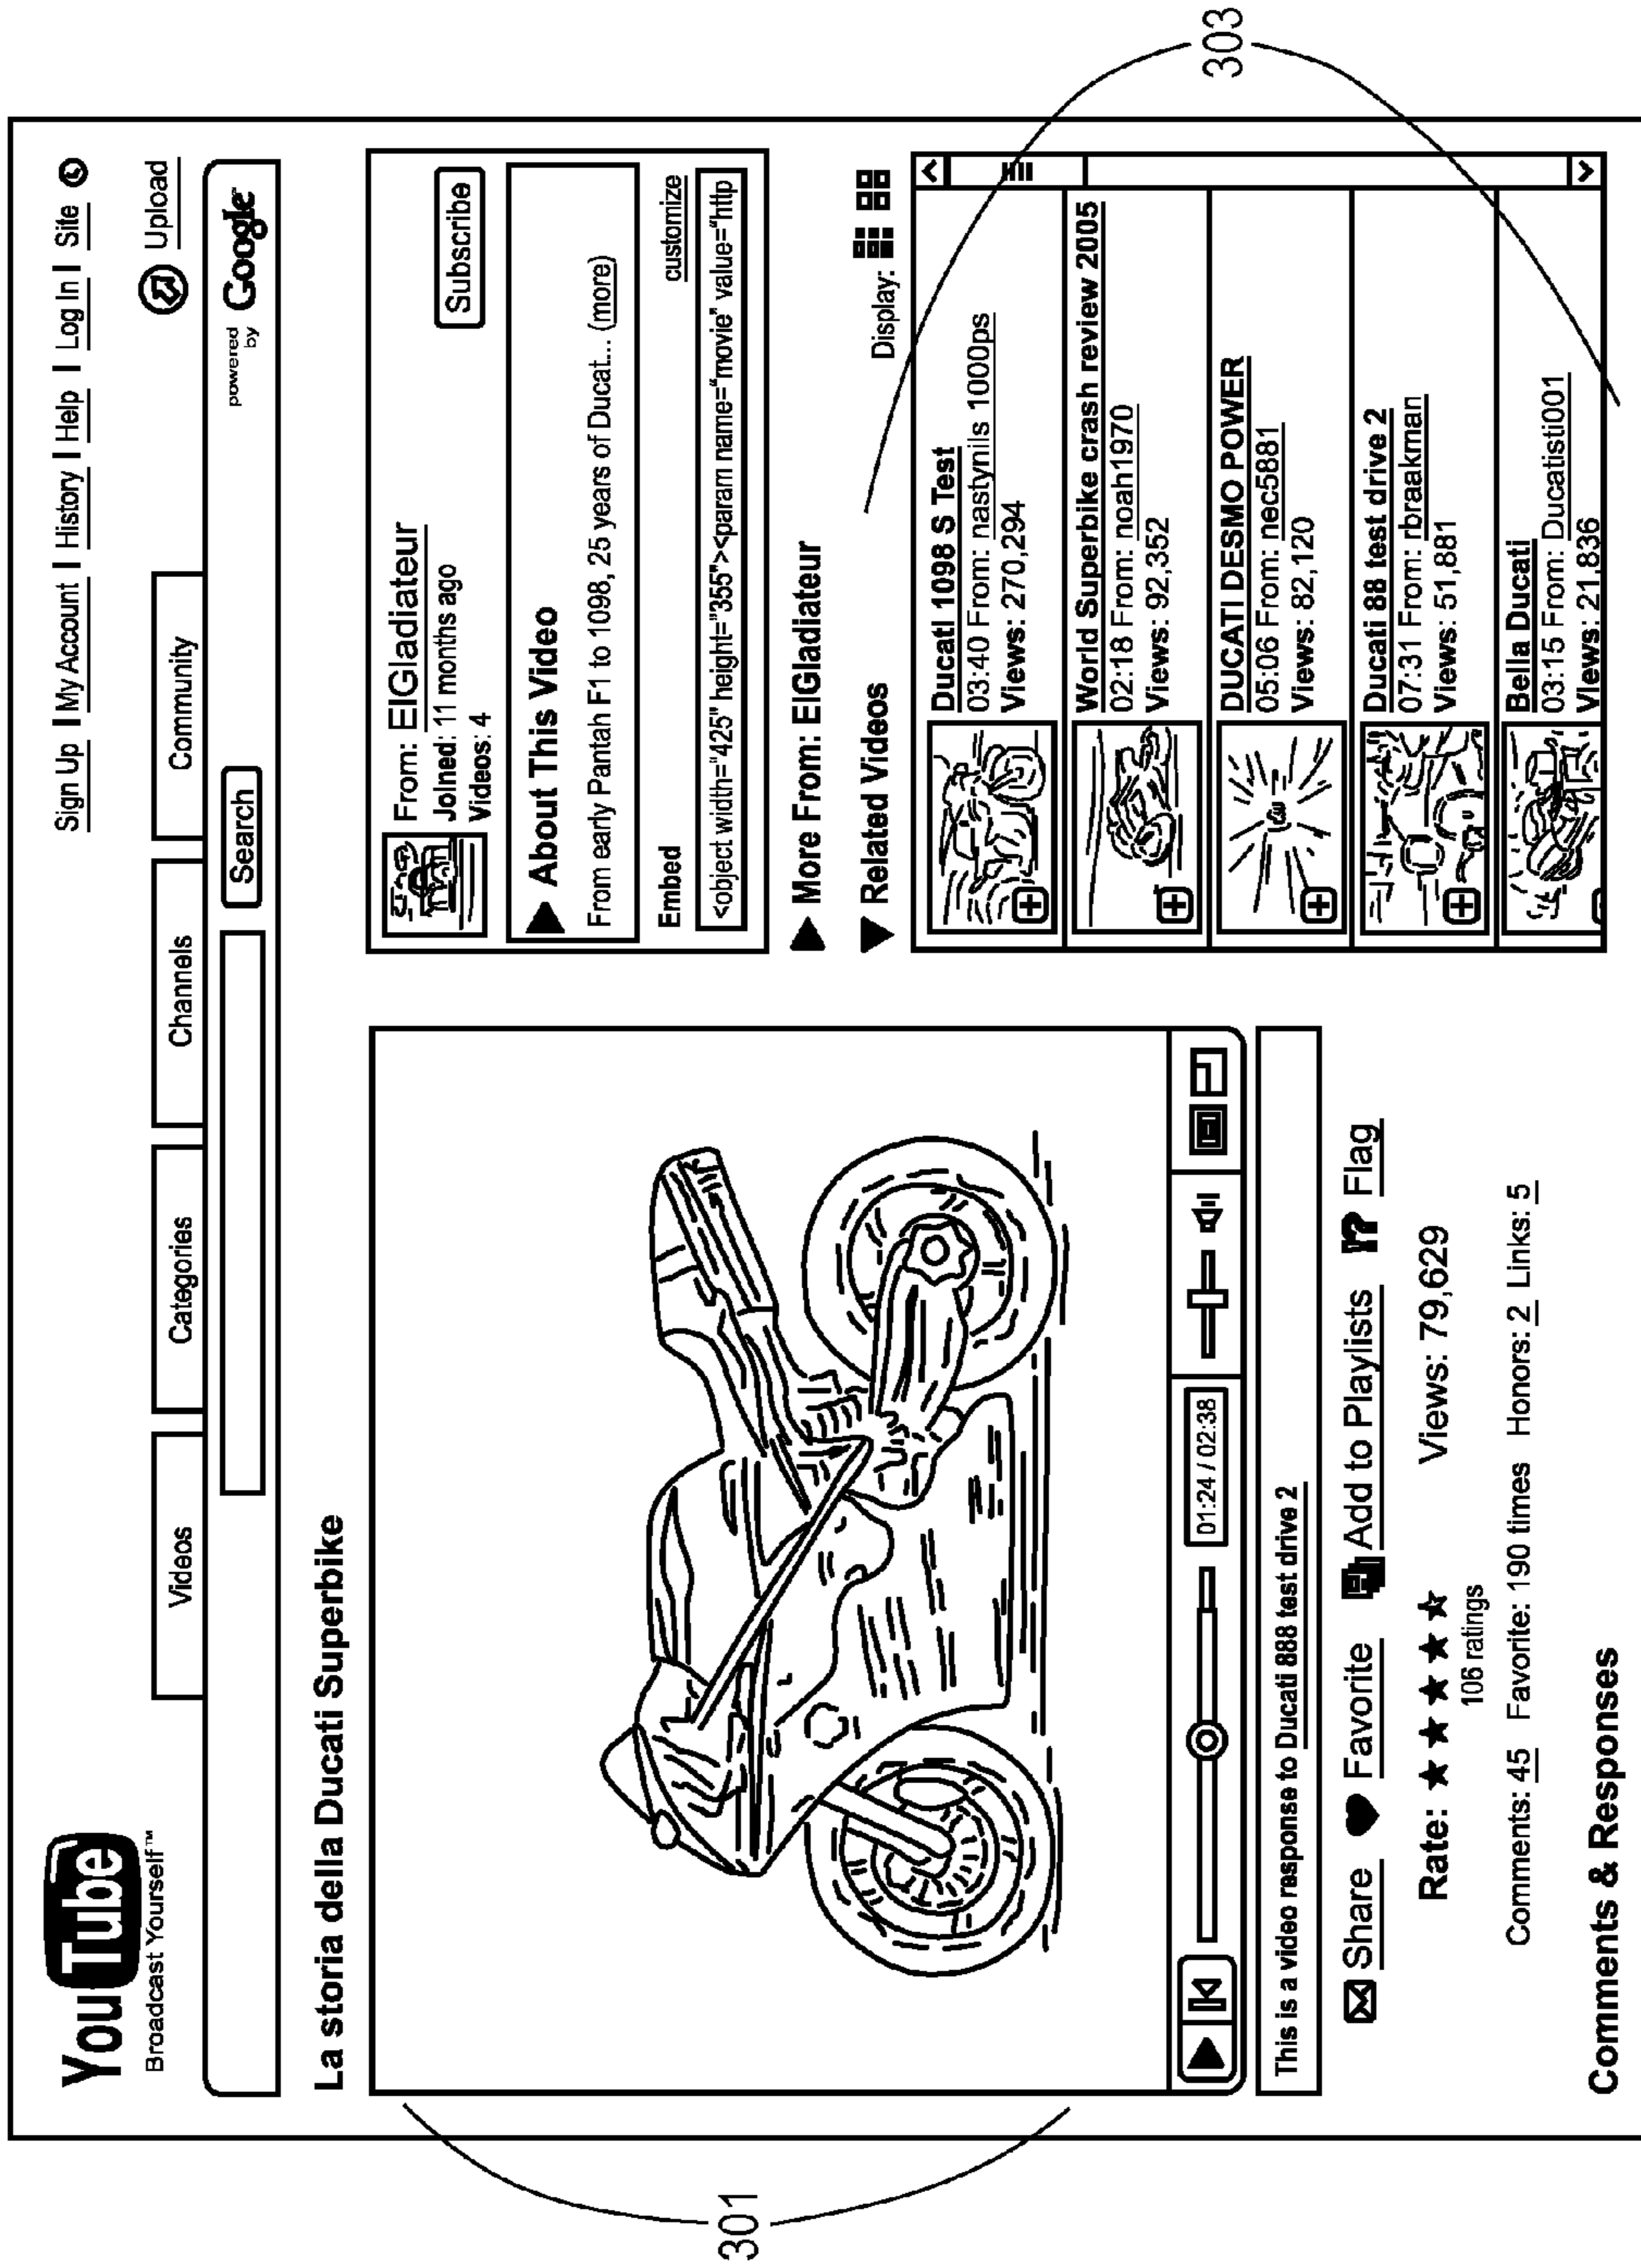 Sign Up | My Account | History | Help | Log In | Site
YouTube
Broadcast Yourself™
Videos
Categories
Channels
Community
Upload
Search
powered by Google™
La storia della Ducati Superbike
301
01:24 / 02:38
This is a video response to Ducati 888 test drive 2
Share Favorite Add to Playlists !? Flag
Rate: Views: 79,629
106 ratings
Comments: 45 Favorite: 190 times Honors: 2 Links: 5
Comments & Responses
From: ElGladiateur
Joined: 11 months ago
Videos: 4
Subscribe
About This Video
From early Pantah F1 to 1098, 25 years of Ducat... (more)
Embed customize
<object width="425" height="355"><param name="movie" value="http
More From: ElGladiateur
Related Videos Display:
303
Ducati 1098 S Test
03:40 From: nastynils 1000ps
Views: 270,294
World Superbike crash review 2005
02:18 From: noah1970
Views: 92,352
DUCATI DESMO POWER
05:06 From: nec5881
Views: 82,120
Ducati 88 test drive 2
07:31 From: rbraakman
Views: 51,881
Bella Ducati
03:15 From: Ducatisti001
Views: 21,836